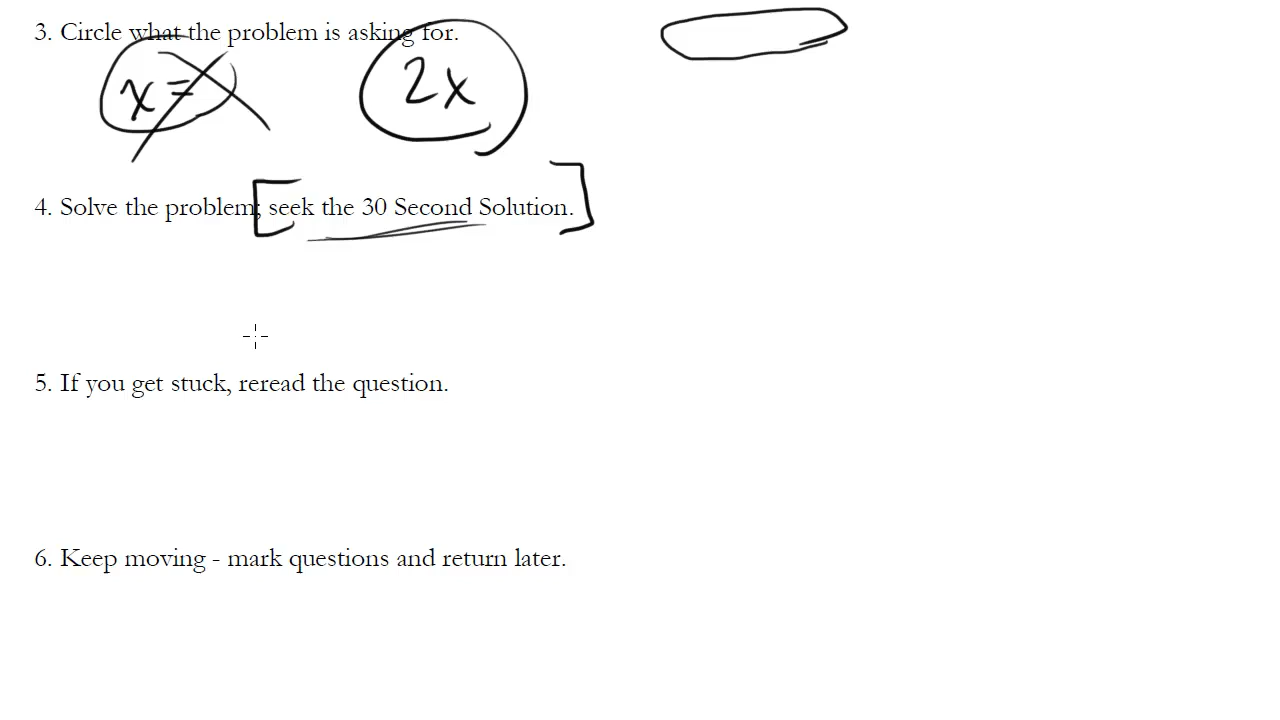 3. Circle what the problem is asking for.
x =
2x
4. Solve the problem; seek the 30 Second Solution.
5. If you get stuck, reread the question.
6. Keep moving - mark questions and return later.